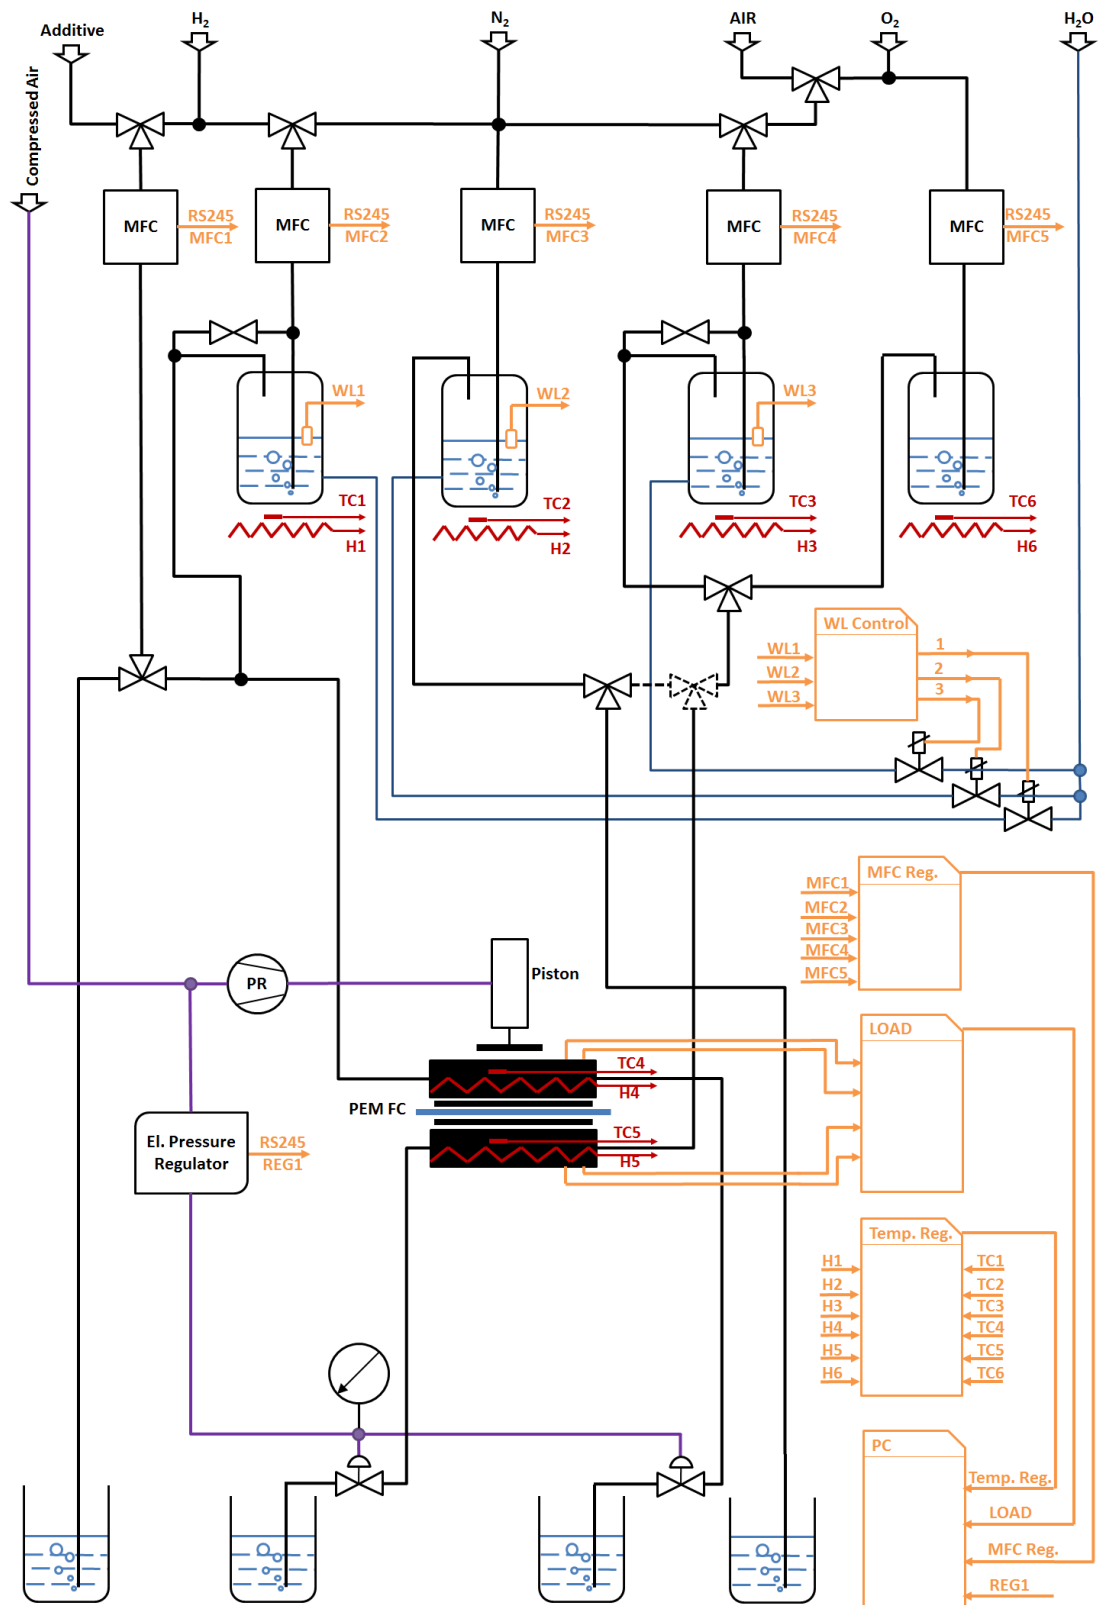 Additive
H2
N2
AIR
O2
H2O
Compressed Air
MFC
RS245
MFC1
MFC
RS245
MFC2
MFC
RS245
MFC3
MFC
RS245
MFC4
MFC
RS245
MFC5
WL1
WL2
WL3
TC1
H1
TC2
H2
TC3
H3
TC6
H6
WL Control
WL1
WL2
WL3
1
2
3
MFC Reg.
MFC1
MFC2
MFC3
MFC4
MFC5
PR
Piston
LOAD
TC4
H4
PEM FC
TC5
H5
El. Pressure
Regulator
RS245
REG1
Temp. Reg.
H1
H2
H3
H4
H5
H6
TC1
TC2
TC3
TC4
TC5
TC6
PC
Temp. Reg.
LOAD
MFC Reg.
REG1